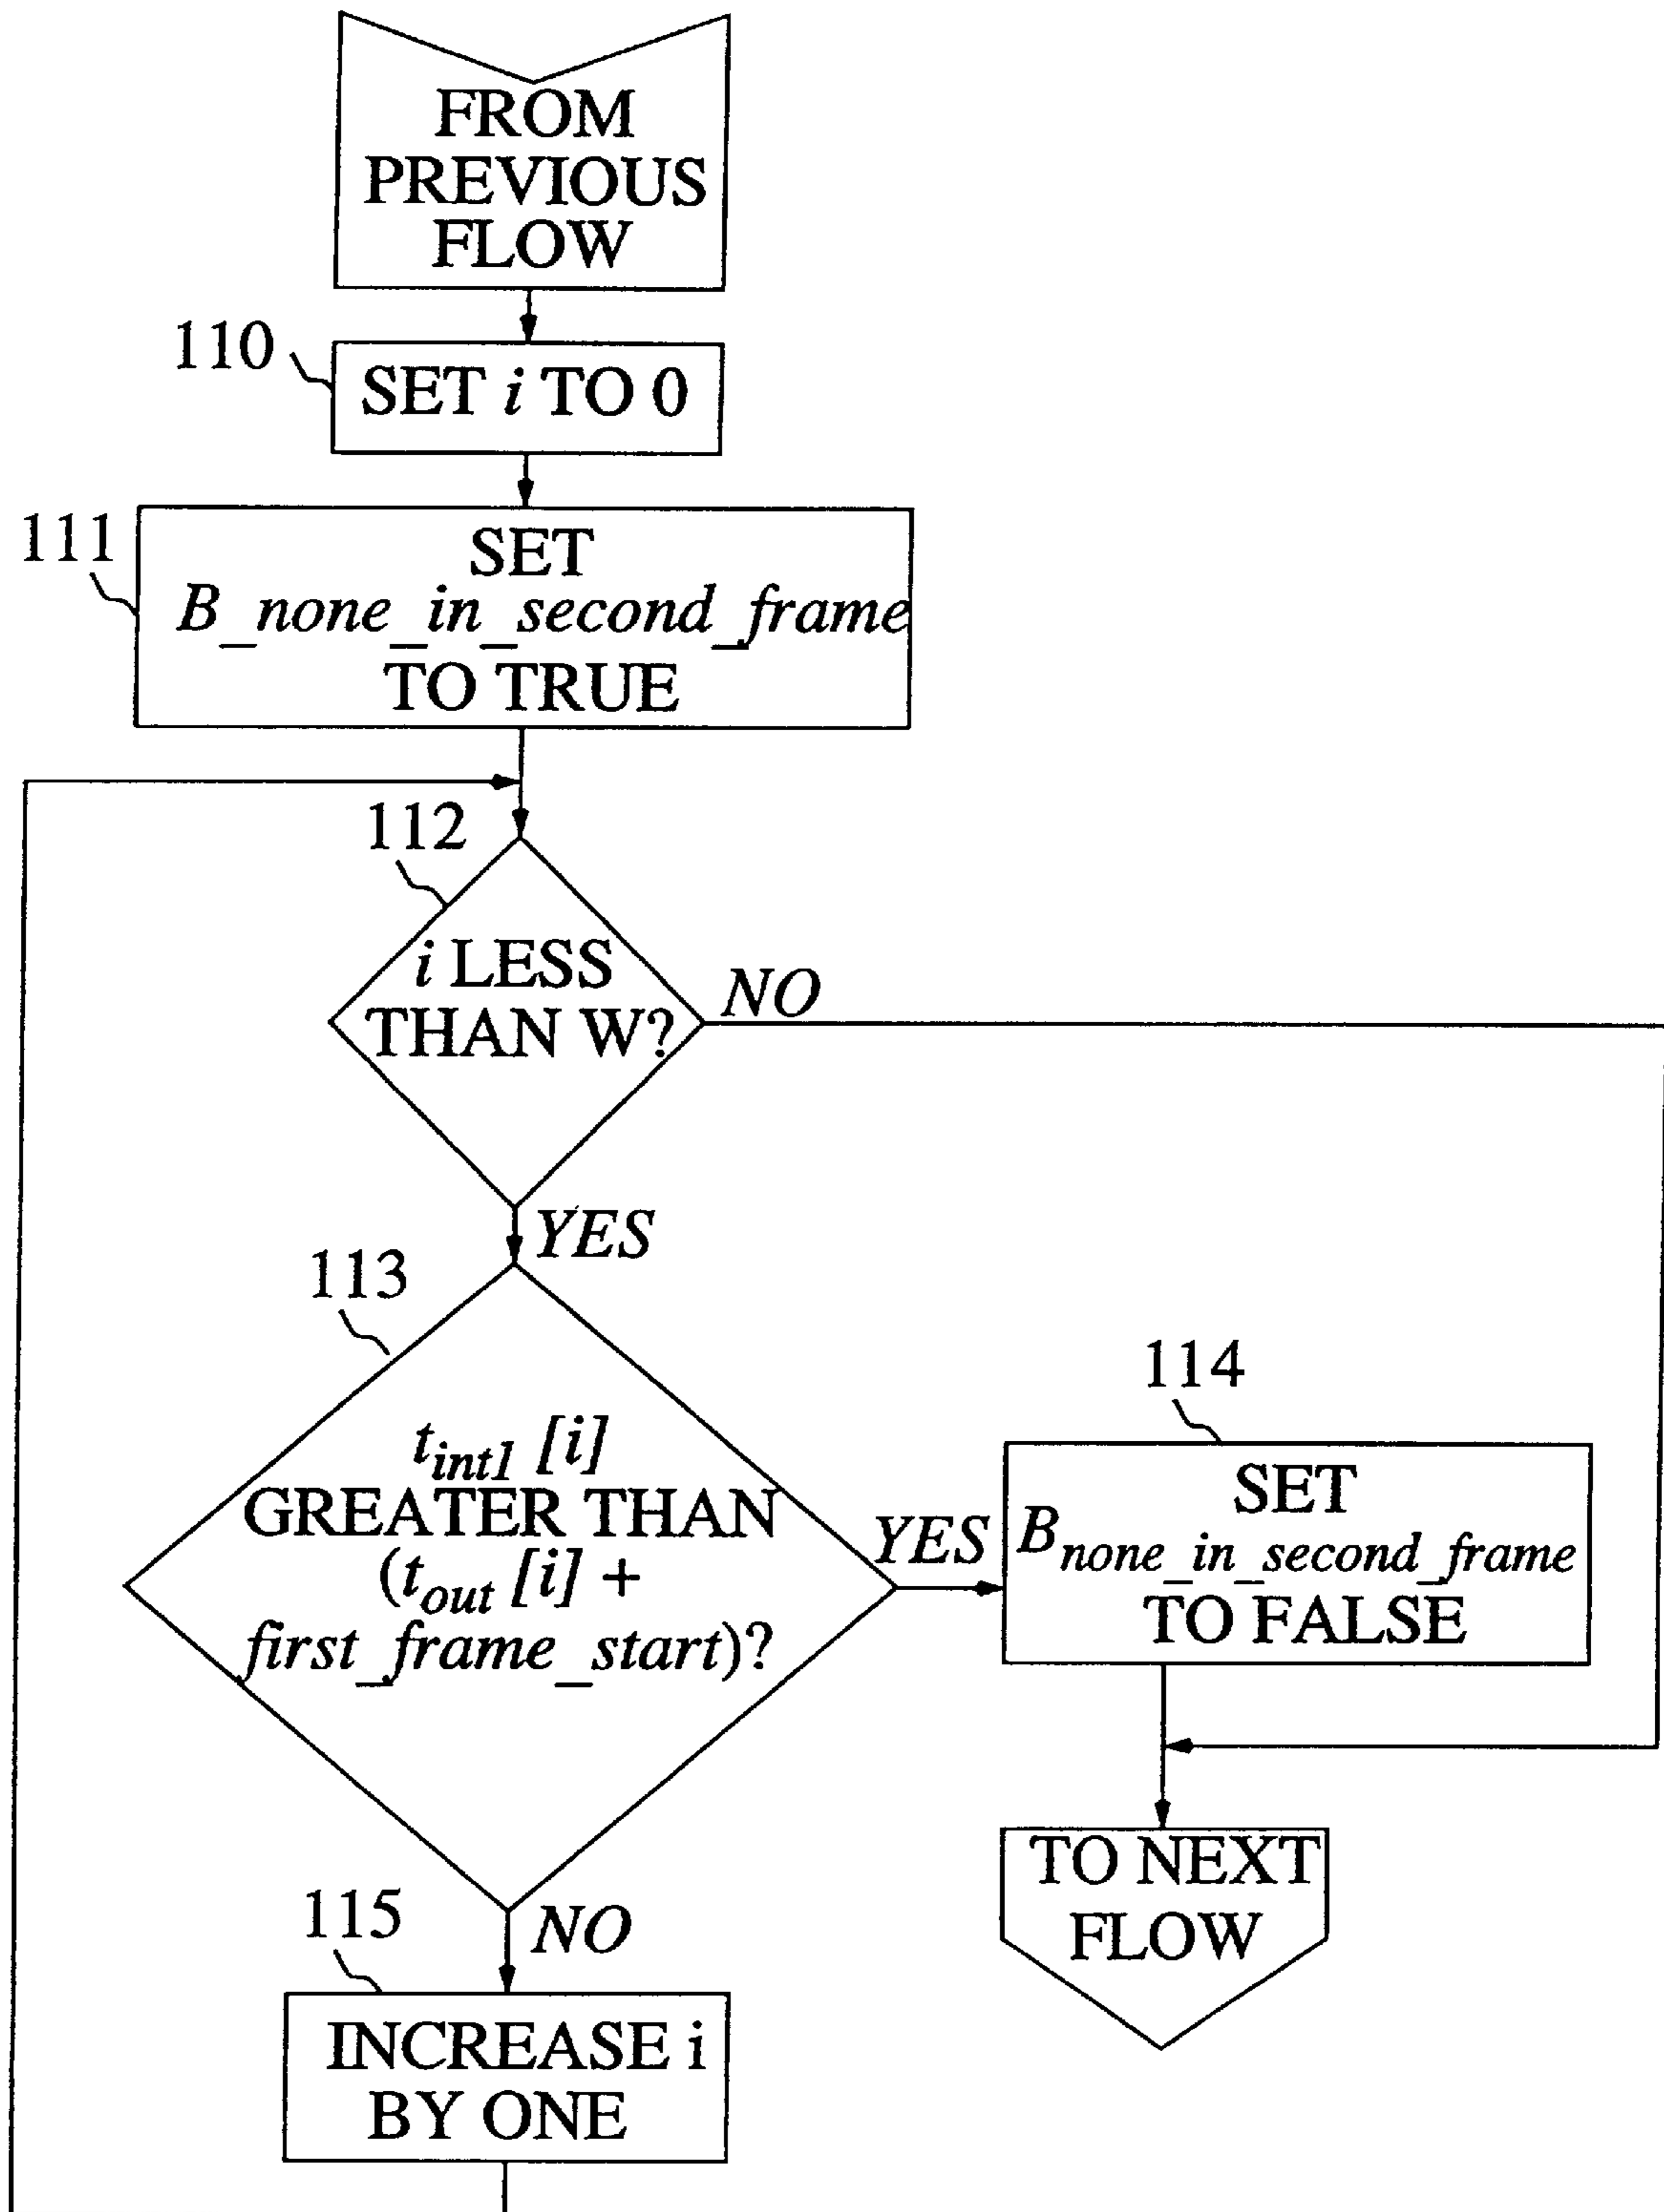 FROM
PREVIOUS
FLOW
110
SET i TO 0
111
SET
B_none_in_second_frame
TO TRUE
112
i LESS
THAN W?
NO
YES
113
t_int1 [i]
GREATER THAN
(t_out [i] +
first_frame_start)?
YES
114
SET
B_none_in_second_frame
TO FALSE
NO
115
INCREASE i
BY ONE
TO NEXT
FLOW